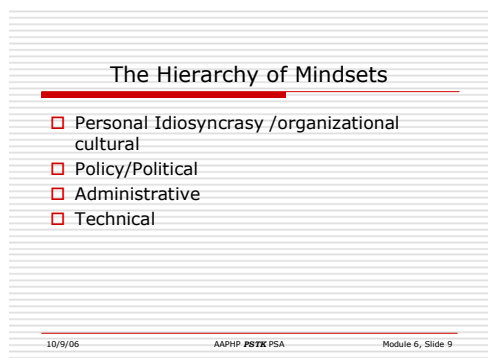 The Hierarchy of Mindsets
Personal Idiosyncrasy /organizational
cultural
Policy/Political
Administrative
Technical
10/9/06 AAPHP PSTK PSA Module 6, Slide 9